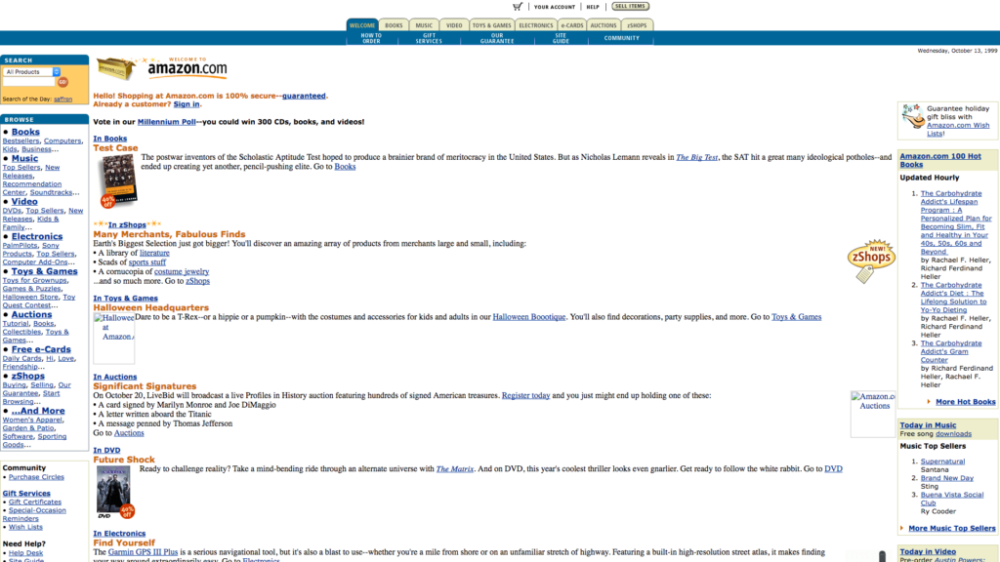 YOUR ACCOUNT | HELP | SELL ITEMS
WELCOME BOOKS MUSIC VIDEO TOYS & GAMES ELECTRONICS e-CARDS AUCTIONS zSHOPS
HOW TO ORDER GIFT SERVICES OUR GUARANTEE SITE GUIDE COMMUNITY
Wednesday, October 13, 1999
SEARCH
All Products
GO!
Search of the Day: saffron
BROWSE
• Books
Bestsellers, Computers,
Kids, Business...
• Music
Top Sellers, New
Releases,
Recommendation
Center, Soundtracks...
• Video
DVDs, Top Sellers, New
Releases, Kids &
Family...
• Electronics
PalmPilots, Sony
Products, Top Sellers,
Computer Add-Ons...
• Toys & Games
Toys for Grownups,
Games & Puzzles,
Halloween Store, Toy
Quest Contest...
• Auctions
Tutorial, Books,
Collectibles, Toys &
Games...
• Free e-Cards
Daily Cards, Hi, Love,
Friendship...
• zShops
Buying, Selling, Our
Guarantee, Start
Browsing...
• ...And More
Women's Apparel,
Garden & Patio,
Software, Sporting
Goods...
Community
• Purchase Circles
Gift Services
• Gift Certificates
• Special-Occasion
Reminders
• Wish Lists
Need Help?
• Help Desk
• Site Guide
WELCOME TO
amazon.com
Hello! Shopping at Amazon.com is 100% secure--guaranteed.
Already a customer? Sign in.
Vote in our Millennium Poll--you could win 300 CDs, books, and videos!
In Books
Test Case
THE BIG TEST
40% off
The postwar inventors of the Scholastic Aptitude Test hoped to produce a brainier brand of meritocracy in the United States. But as Nicholas Lemann reveals in The Big Test, the SAT hit a great many ideological potholes--and
ended up creating yet another, pencil-pushing elite. Go to Books
In zShops
Many Merchants, Fabulous Finds
Earth's Biggest Selection just got bigger! You'll discover an amazing array of products from merchants large and small, including:
• A library of literature
• Scads of sports stuff
• A cornucopia of costume jewelry
...and so much more. Go to zShops
NEW!
zShops
In Toys & Games
Halloween Headquarters
Hallowee
at
Amazon.
Dare to be a T-Rex--or a hippie or a pumpkin--with the costumes and accessories for kids and adults in our Halloween Boootique. You'll also find decorations, party supplies, and more. Go to Toys & Games
In Auctions
Significant Signatures
On October 20, LiveBid will broadcast a live Profiles in History auction featuring hundreds of signed American treasures. Register today and you just might end up holding one of these:
• A card signed by Marilyn Monroe and Joe DiMaggio
• A letter written aboard the Titanic
• A message penned by Thomas Jefferson
Go to Auctions
Amazon.c
Auctions
In DVD
Future Shock
DVD
40% off
Ready to challenge reality? Take a mind-bending ride through an alternate universe with The Matrix. And on DVD, this year's coolest thriller looks even gnarlier. Get ready to follow the white rabbit. Go to DVD
In Electronics
Find Yourself
The Garmin GPS III Plus is a serious navigational tool, but it's also a blast to use--whether you're a mile from shore or on an unfamiliar stretch of highway. Featuring a built-in high-resolution street atlas, it makes finding
your way around extraordinarily easy. Go to Electronics
Guarantee holiday
gift bliss with
Amazon.com Wish
Lists!
Amazon.com 100 Hot
Books
Updated Hourly
1. The Carbohydrate
Addict's Lifespan
Program : A
Personalized Plan for
Becoming Slim, Fit
and Healthy in Your
40s, 50s, 60s and
Beyond
by Rachael F. Heller,
Richard Ferdinand
Heller
2. The Carbohydrate
Addict's Diet : The
Lifelong Solution to
Yo-Yo Dieting
by Rachael F. Heller,
Richard Ferdinand
Heller
3. The Carbohydrate
Addict's Gram
Counter
by Richard Ferdinand
Heller, Rachael F.
Heller
More Hot Books
Today in Music
Free song downloads
Music Top Sellers
1. Supernatural
Santana
2. Brand New Day
Sting
3. Buena Vista Social
Club
Ry Cooder
More Music Top Sellers
Today in Video
Pre-order Austin Powers: